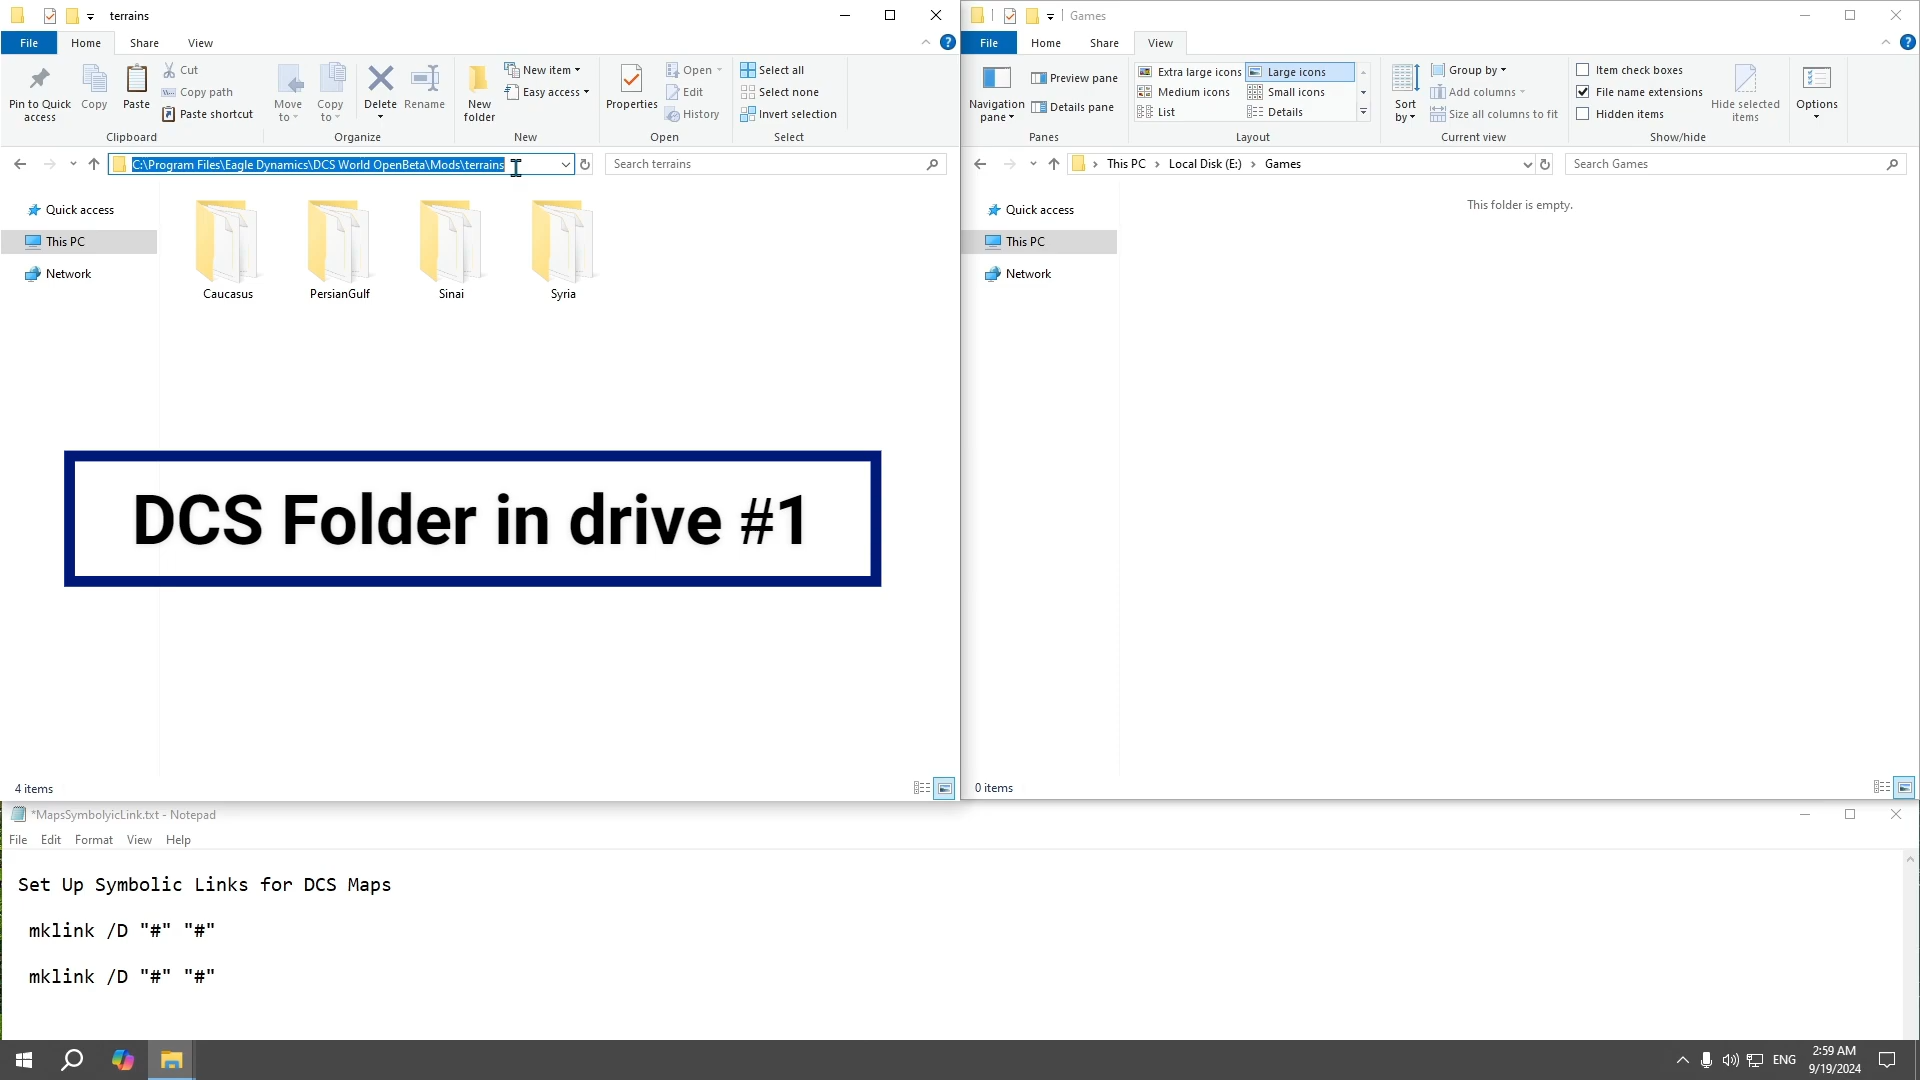 terrains
File Home Share View
Pin to Quick access
Copy
Paste
Cut
Copy path
Paste shortcut
Clipboard
Move to
Copy to
Delete
Rename
Organize
New folder
New item
Easy access
New
Properties
Open
Edit
History
Open
Select all
Select none
Invert selection
Select
C:\Program Files\Eagle Dynamics\DCS World OpenBeta\Mods\terrains
Search terrains
Quick access
This PC
Network
Caucasus
PersianGulf
Sinai
Syria
DCS Folder in drive #1
4 items
Games
File Home Share View
Navigation pane
Preview pane
Details pane
Panes
Extra large icons
Large icons
Medium icons
Small icons
List
Details
Layout
Sort by
Group by
Add columns
Size all columns to fit
Current view
Item check boxes
File name extensions
Hidden items
Hide selected items
Show/hide
Options
This PC Local Disk (E:) Games
Search Games
Quick access
This PC
Network
This folder is empty.
0 items
*MapsSymbolyicLink.txt - Notepad
File Edit Format View Help
Set Up Symbolic Links for DCS Maps
mklink /D "#" "#"
mklink /D "#" "#"
ENG
2:59 AM
9/19/2024